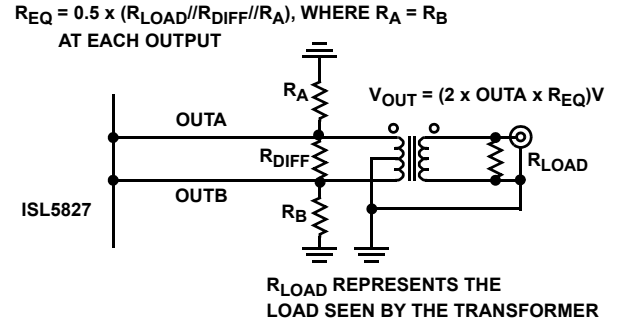 REQ = 0.5 x (RLOAD//RDIFF//RA), WHERE RA = RB
AT EACH OUTPUT
RA
VOUT = (2 x OUTA x REQ)V
OUTA
RDIFF
RLOAD
OUTB
ISL5827
RB
RLOAD REPRESENTS THE
LOAD SEEN BY THE TRANSFORMER